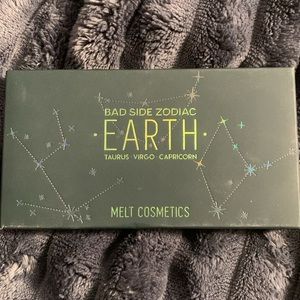 BAD SIDE ZODIAC
·EARTH·
TAURUS VIRGO CAPRICORN
MELT COSMETICS